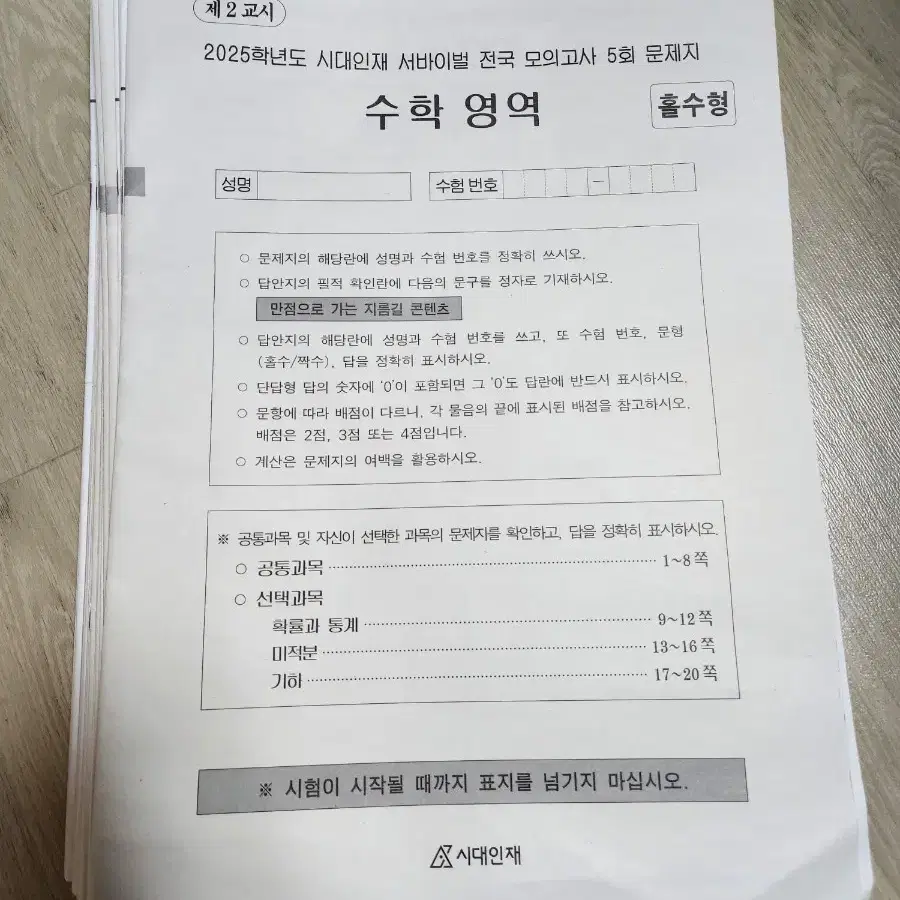 제 2 교시
2025학년도 시대인재 서바이벌 전국 모의고사 5회 문제지
수학 영역
홀수형
성명
수험 번호
–
○ 문제지의 해당란에 성명과 수험 번호를 정확히 쓰시오.
○ 답안지의 필적 확인란에 다음의 문구를 정자로 기재하시오.
만점으로 가는 지름길 콘텐츠
○ 답안지의 해당란에 성명과 수험 번호를 쓰고, 또 수험 번호, 문형
(홀수/짝수), 답을 정확히 표시하시오.
○ 단답형 답의 숫자에 '0'이 포함되면 그 '0'도 답란에 반드시 표시하시오.
○ 문항에 따라 배점이 다르니, 각 물음의 끝에 표시된 배점을 참고하시오.
배점은 2점, 3점 또는 4점입니다.
○ 계산은 문제지의 여백을 활용하시오.
※ 공통과목 및 자신이 선택한 과목의 문제지를 확인하고, 답을 정확히 표시하시오.
○ 공통과목 ········ 1~8 쪽
○ 선택과목
확률과 통계 ········ 9~12 쪽
미적분 ········ 13~16 쪽
기하 ········ 17~20 쪽
※ 시험이 시작될 때까지 표지를 넘기지 마십시오.
시대인재